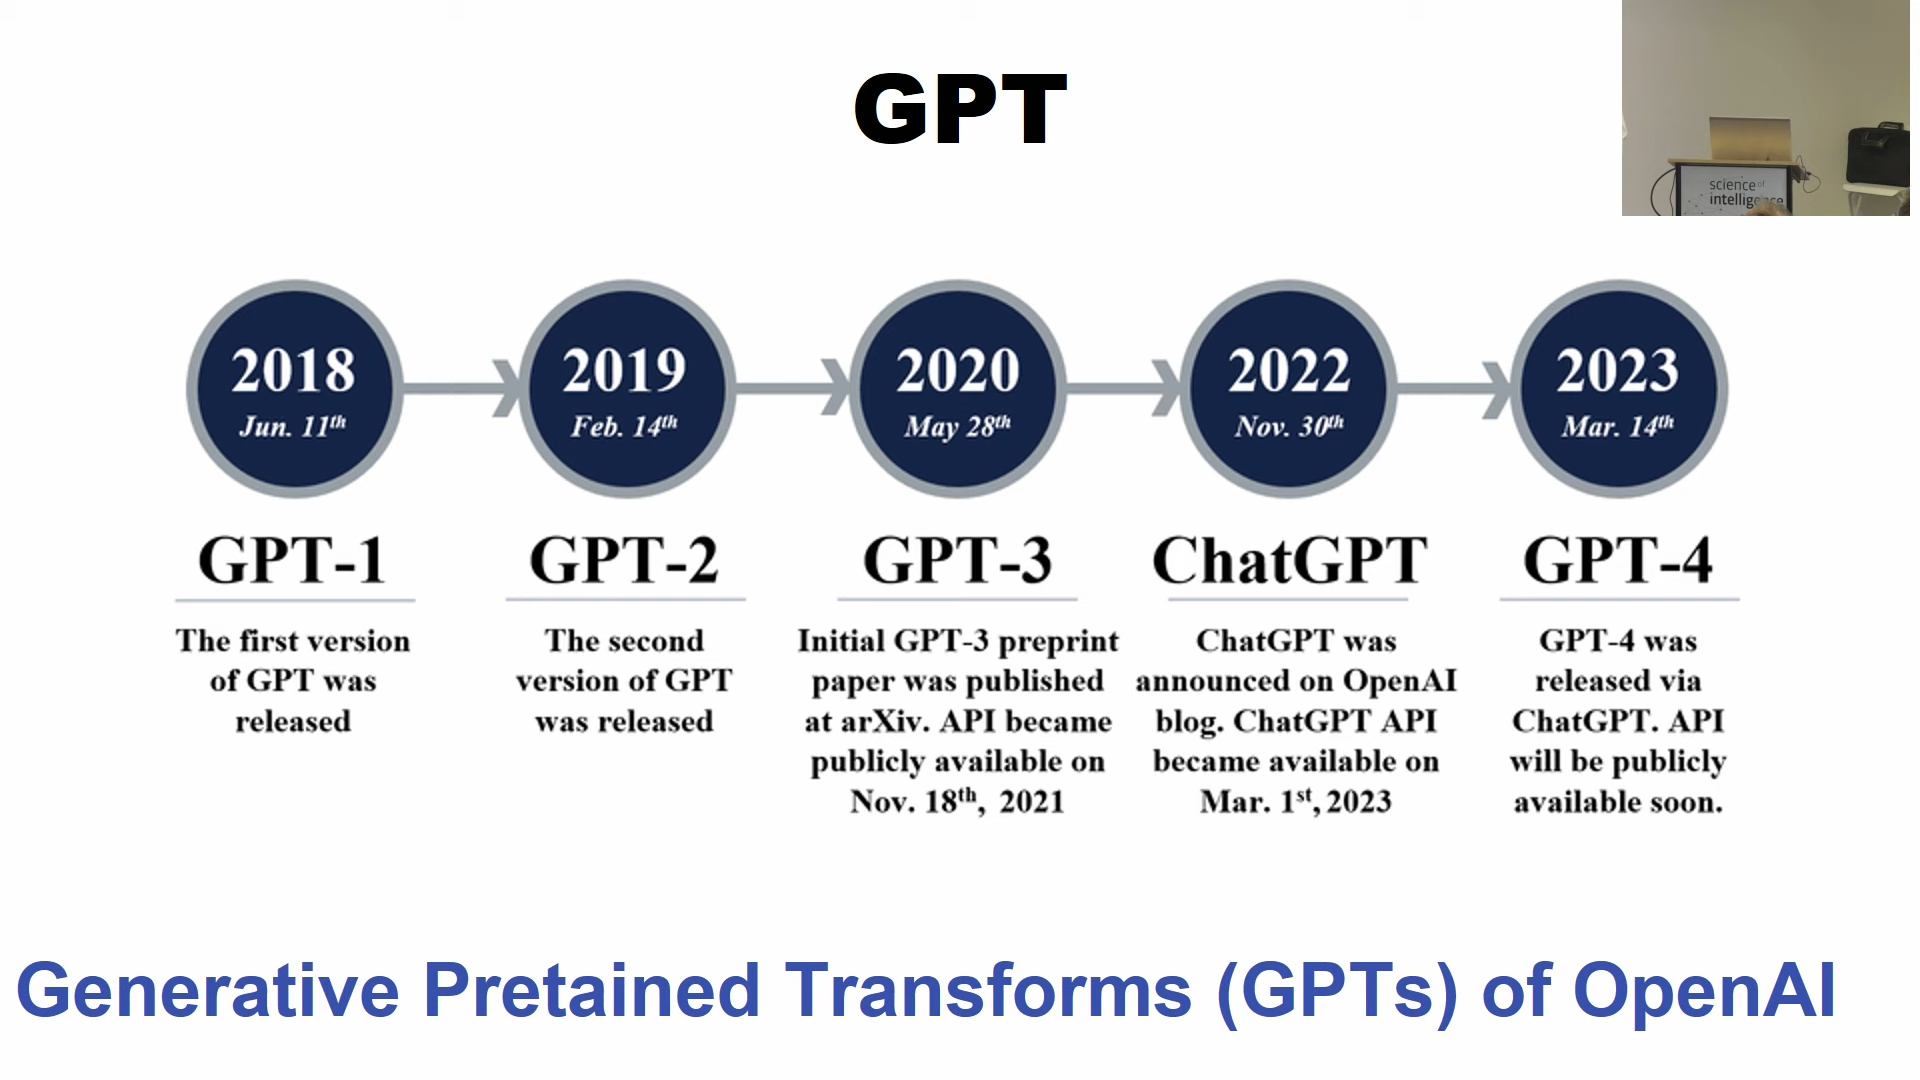 GPT
science of
intelligence
2018
Jun. 11th
2019
Feb. 14th
2020
May 28th
2022
Nov. 30th
2023
Mar. 14th
GPT-1
The first version
of GPT was
released
GPT-2
The second
version of GPT
was released
GPT-3
Initial GPT-3 preprint
paper was published
at arXiv. API became
publicly available on
Nov. 18th, 2021
ChatGPT
ChatGPT was
announced on OpenAI
blog. ChatGPT API
became available on
Mar. 1st, 2023
GPT-4
GPT-4 was
released via
ChatGPT. API
will be publicly
available soon.
Generative Pretained Transforms (GPTs) of OpenAI